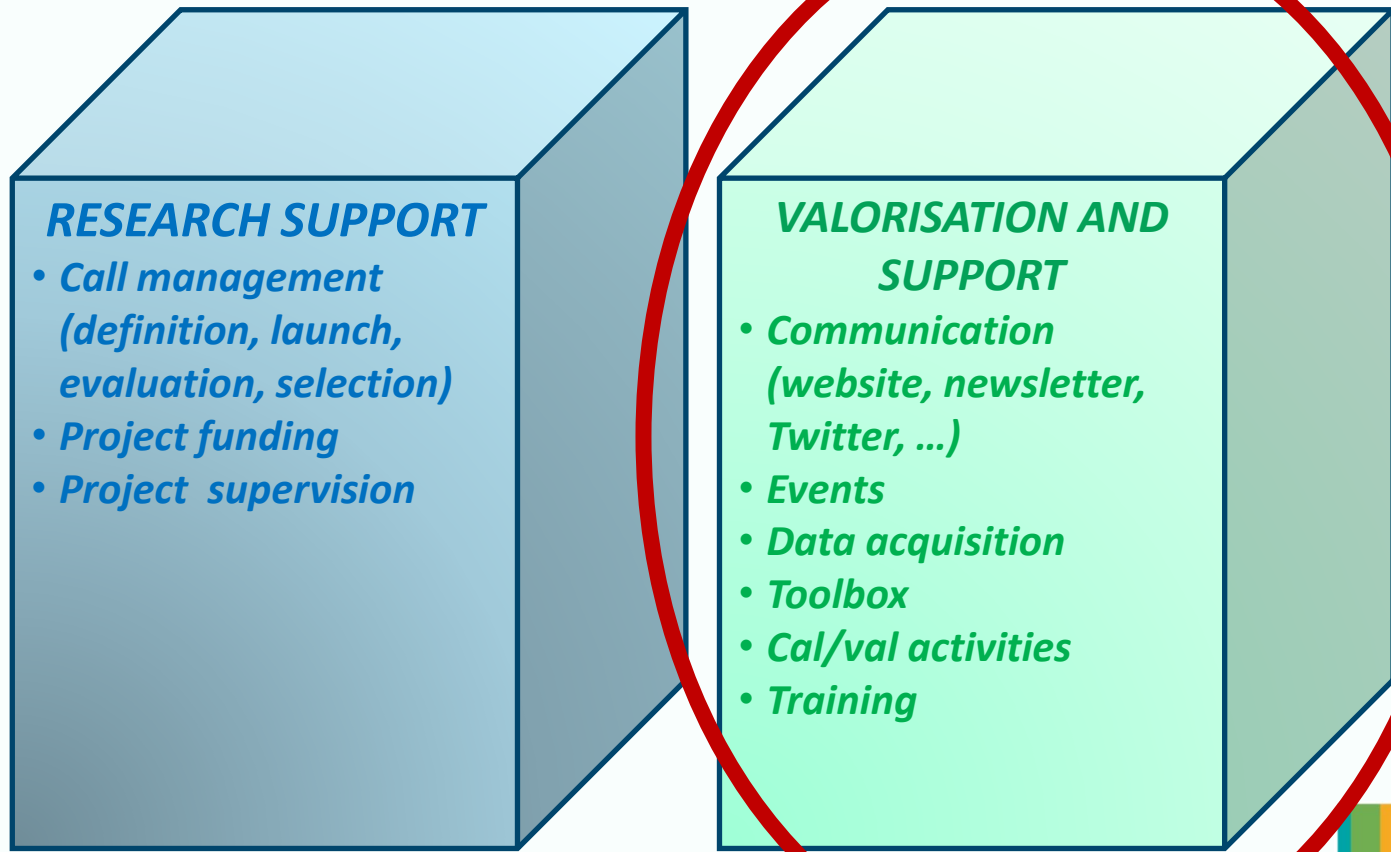 RESEARCH SUPPORT
• Call management
(definition, launch,
evaluation, selection)
• Project funding
• Project  supervision
VALORISATION AND
SUPPORT
• Communication
(website, newsletter,
Twitter, …)
• Events
• Data acquisition
• Toolbox
• Cal/val activities
• Training